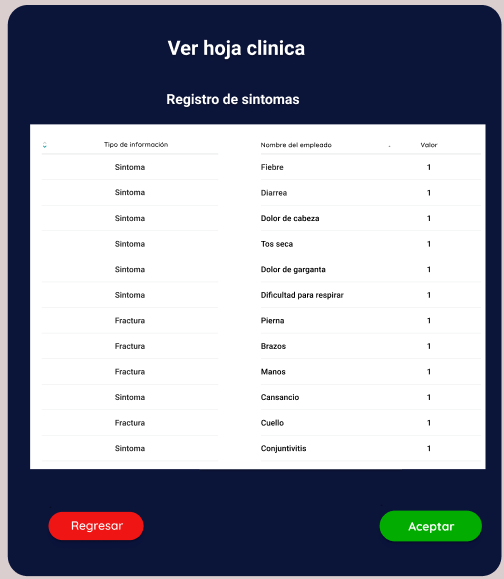 Ver hoja clinica
Registro de sintomas
Tipo de información Nombre del empleado Valor
Sintoma Fiebre 1
Sintoma Diarrea 1
Sintoma Dolor de cabeza 1
Sintoma Tos seca 1
Sintoma Dolor de garganta 1
Sintoma Dificultad para respirar 1
Fractura Pierna 1
Fractura Brazos 1
Fractura Manos 1
Sintoma Cansancio 1
Fractura Cuello 1
Sintoma Conjuntivitis 1
Regresar Aceptar